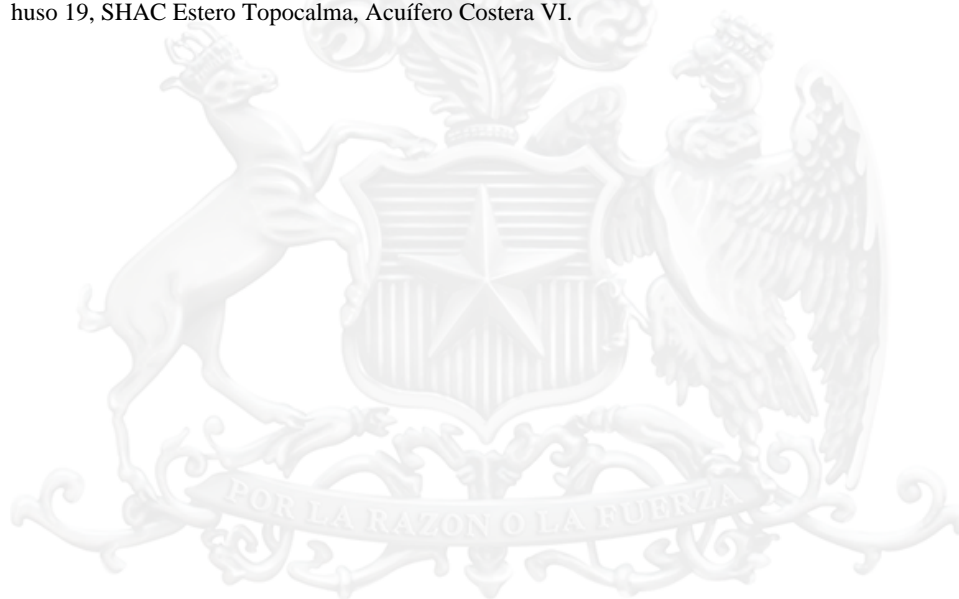 huso 19, SHAC Estero Topocalma, Acuífero Costera VI.
POR LA RAZON O LA FUERZA